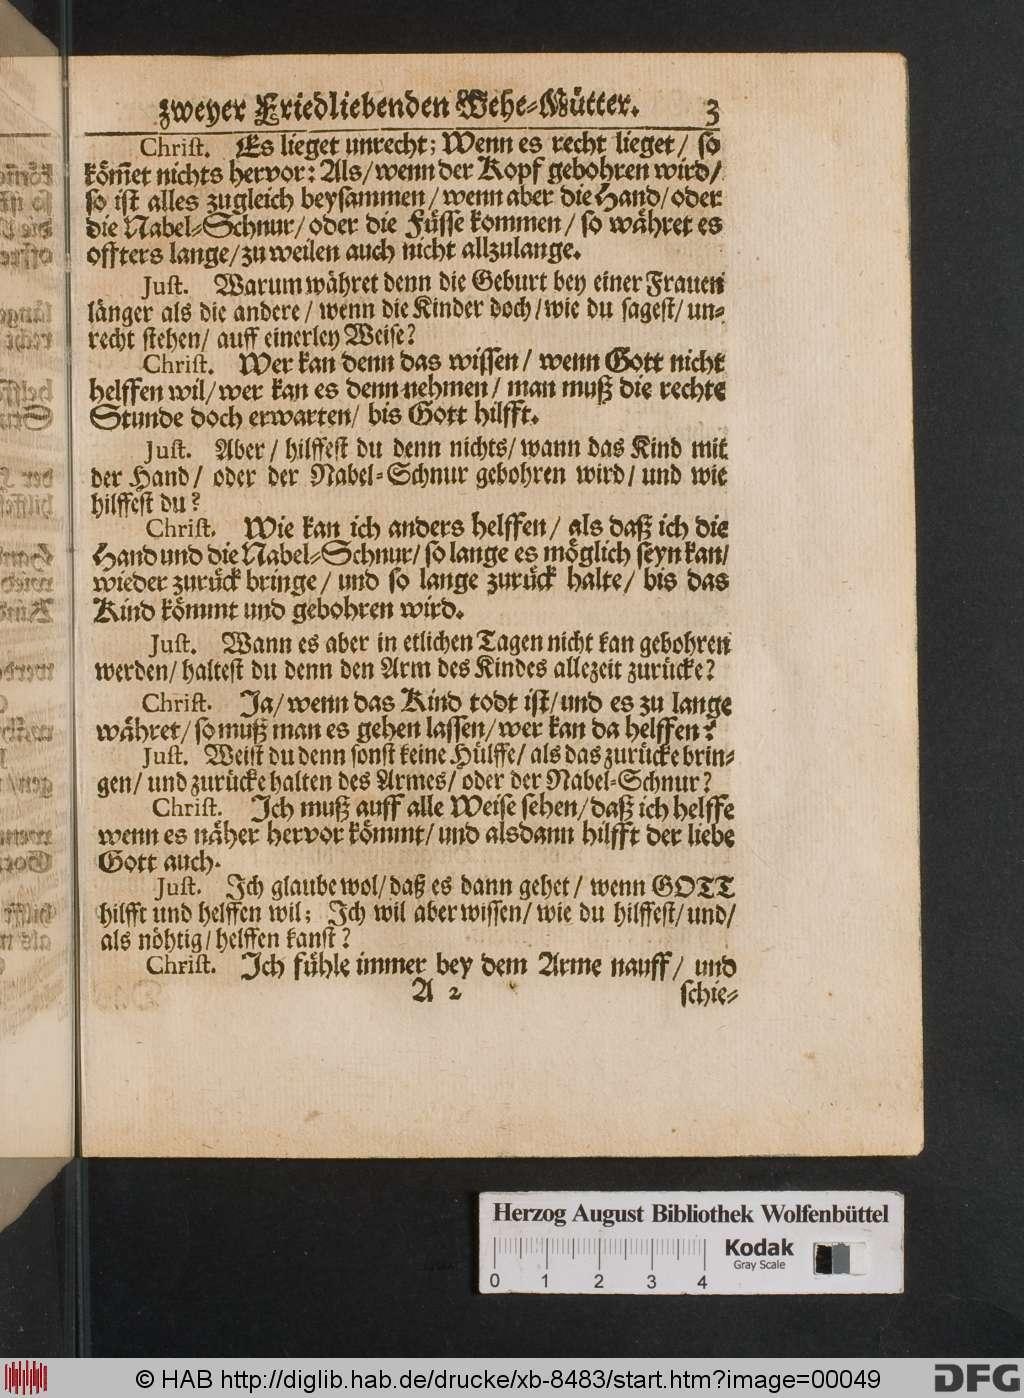 zweyer Friedliebenden Wehe-Mütter. 3
Christ. Es lieget unrecht; Wenn es recht lieget / so
köm̃et nichts hervor: Als / wenn der Kopf gebohren wird /
so ist alles zugleich beysammen / wenn aber die Hand / oder
die Nabel-Schnur / oder die Füsse kommen / so währet es
offters lange / zuweilen auch nicht allzulange.
Just. Warum währet denn die Geburt bey einer Frauen
länger als die andere / wenn die Kinder doch / wie du sagest / un-
recht stehen / auff einerley Weise?
Christ. Wer kan denn das wissen / wenn Gott nicht
helffen wil / wer kan es denn nehmen / man muß die rechte
Stunde doch erwarten / bis Gott hilfft.
Just. Aber / hilffest du denn nichts / wann das Kind mit
der Hand / oder der Nabel-Schnur gebohren wird / und wie
hilffest du?
Christ. Wie kan ich anders helffen / als daß ich die
Hand und die Nabel-Schnur / so lange es möglich seyn kan /
wieder zurück bringe / und so lange zurück halte / bis das
Kind kömmt und gebohren wird.
Just. Wann es aber in etlichen Tagen nicht kan gebohren
werden / haltest du denn den Arm des Kindes allezeit zurücke?
Christ. Ja / wenn das Kind todt ist / und es zu lange
währet / so muß man es gehen lassen / wer kan da helffen?
Just. Weist du denn sonst keine Hülffe / als das zurücke brin-
gen / und zurücke halten des Armes / oder der Nabel-Schnur?
Christ. Ich muß auff alle Weise sehen / daß ich helffe
wenn es näher hervor kömmt / und alsdann hilfft der liebe
Gott auch.
Just. Ich glaube wol / daß es dann gehet / wenn GOTT
hilfft und helffen wil; Ich wil aber wissen / wie du hilffest / und /
als nöhtig / helffen kanst?
Christ. Ich fühle immer bey dem Arme nauff / und
A 2 schie-
Herzog August Bibliothek Wolfenbüttel
0 1 2 3 4
Kodak
Gray Scale
© HAB http://diglib.hab.de/drucke/xb-8483/start.htm?image=00049
DFG